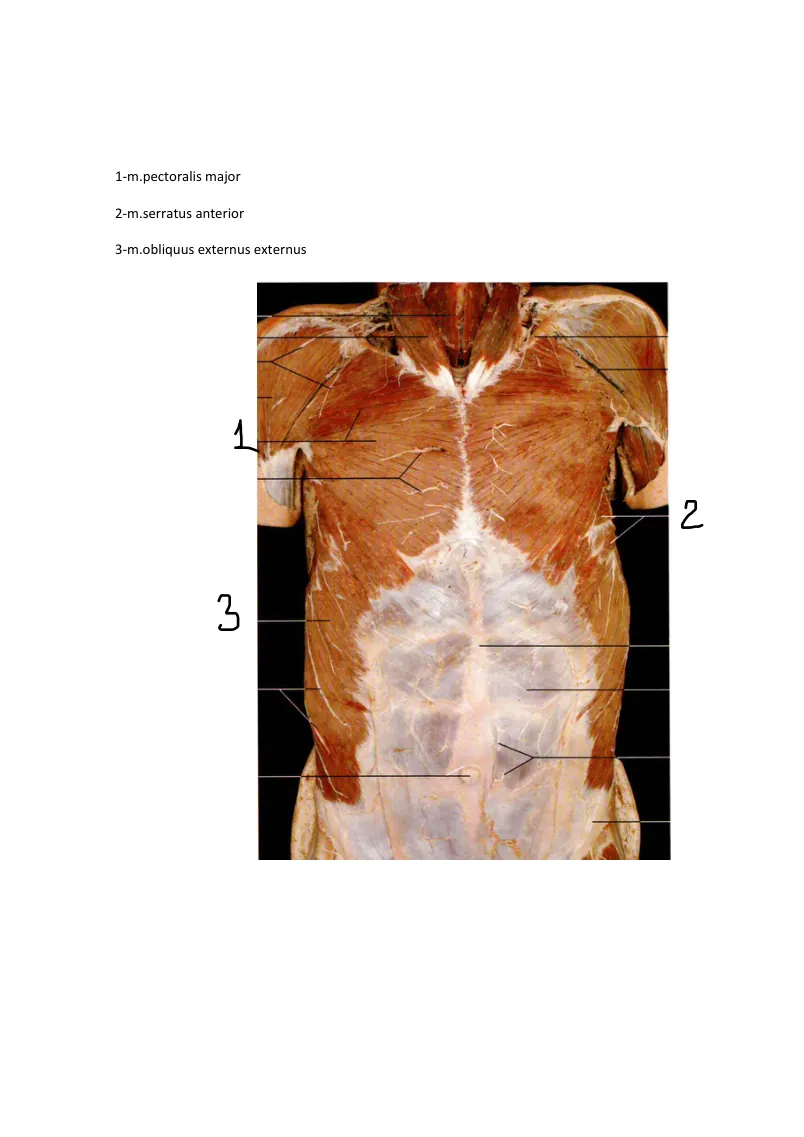 1-m.pectoralis major
2-m.serratus anterior
3-m.obliquus externus externus
1
2
3